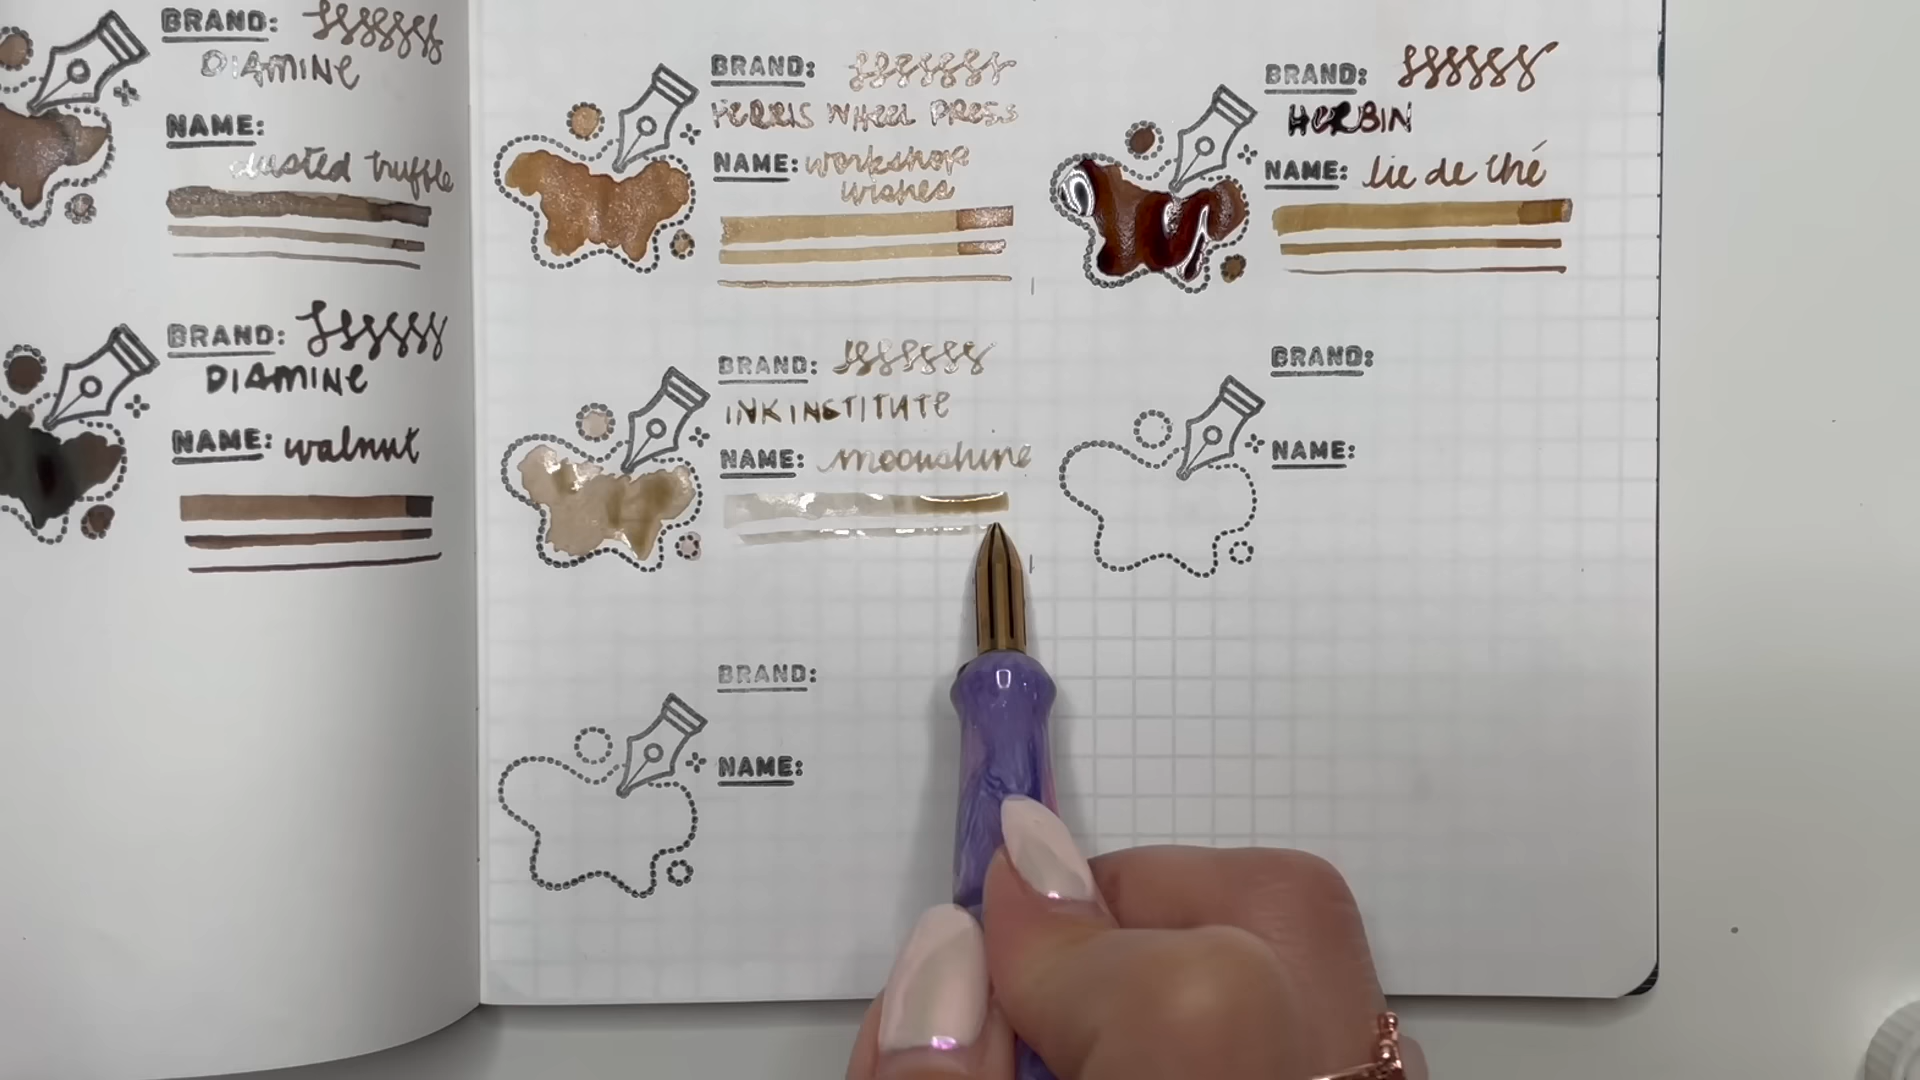 BRAND:
DIAMINE
NAME:
dusted truffle
BRAND:
DIAMINE
NAME: walnut
BRAND:
FERRIS WHEEL PRESS
NAME: workshop
wishes
BRAND:
HERBIN
NAME: lie de thé
BRAND:
INKINSTITUTE
NAME: moonshine
BRAND:
NAME:
BRAND:
NAME: